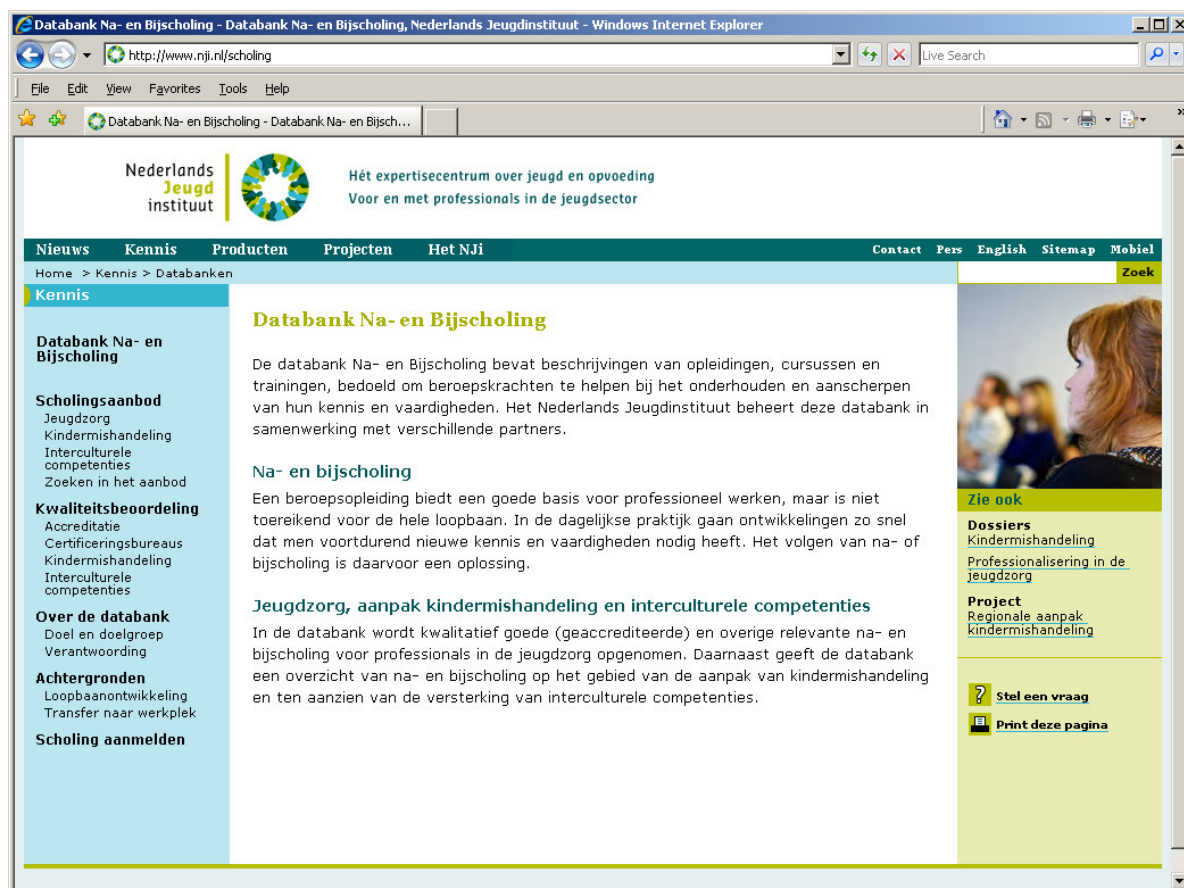 Databank Na- en Bijscholing - Databank Na- en Bijscholing, Nederlands Jeugdinstituut - Windows Internet Explorer
http://www.nji.nl/scholing
Live Search
File Edit View Favorites Tools Help
Databank Na- en Bijscholing - Databank Na- en Bijsch...
Nederlands
Jeugd
instituut
Hét expertisecentrum over jeugd en opvoeding
Voor en met professionals in de jeugdsector
Nieuws Kennis Producten Projecten Het NJi
Contact Pers English Sitemap Mobiel
Home > Kennis > Databanken
Zoek
Kennis
Databank Na- en
Bijscholing
Scholingsaanbod
Jeugdzorg
Kindermishandeling
Interculturele
competenties
Zoeken in het aanbod
Kwaliteitsbeoordeling
Accreditatie
Certificeringsbureaus
Kindermishandeling
Interculturele
competenties
Over de databank
Doel en doelgroep
Verantwoording
Achtergronden
Loopbaanontwikkeling
Transfer naar werkplek
Scholing aanmelden
Databank Na- en Bijscholing
De databank Na- en Bijscholing bevat beschrijvingen van opleidingen, cursussen en
trainingen, bedoeld om beroepskrachten te helpen bij het onderhouden en aanscherpen
van hun kennis en vaardigheden. Het Nederlands Jeugdinstituut beheert deze databank in
samenwerking met verschillende partners.
Na- en bijscholing
Een beroepsopleiding biedt een goede basis voor professioneel werken, maar is niet
toereikend voor de hele loopbaan. In de dagelijkse praktijk gaan ontwikkelingen zo snel
dat men voortdurend nieuwe kennis en vaardigheden nodig heeft. Het volgen van na- of
bijscholing is daarvoor een oplossing.
Jeugdzorg, aanpak kindermishandeling en interculturele competenties
In de databank wordt kwalitatief goede (geaccrediteerde) en overige relevante na- en
bijscholing voor professionals in de jeugdzorg opgenomen. Daarnaast geeft de databank
een overzicht van na- en bijscholing op het gebied van de aanpak van kindermishandeling
en ten aanzien van de versterking van interculturele competenties.
Zie ook
Dossiers
Kindermishandeling
Professionalisering in de
jeugdzorg
Project
Regionale aanpak
kindermishandeling
Stel een vraag
Print deze pagina